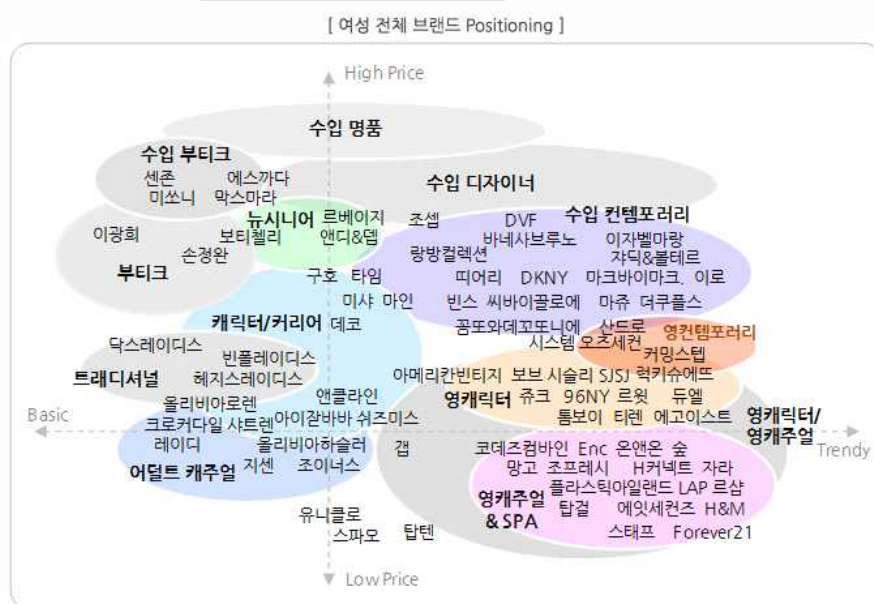 [ 여성 전체 브랜드 Positioning ]
High Price
수입 명품
수입 부티크
센존 에스까다
미쏘니 막스마라
수입 디자이너
뉴시니어 르베이지 조셉 DVF 수입 컨템포러리
이광희 보티첼리 앤디&뎁 바네사브루노 이자벨마랑
손정완 랑방컬렉션 쟈딕&볼테르
부티크 구호 타임 띠어리 DKNY 마크바이마크. 이로
미샤 마인 빈스 씨바이끌로에 마쥬 더쿠플스
캐릭터/커리어 데코 꼼또와데꼬또니에 산드로 영컨템포러리
닥스레이디스 시스템 오즈세컨
빈폴레이디스 커밍스텝
트래디셔널 헤지스레이디스 아메리칸빈티지 보브 시슬리 SJSJ 럭키슈에뜨
올리비아로렌 앤클라인 영캐릭터 쥬크 96NY 르윗 듀엘
Basic 크로커다일 샤트렌 아이잗바바 쉬즈미스 톰보이 티렌 에고이스트 영캐릭터/
영캐주얼
Trendy
레이디 올리비아하슬러 갭 코데즈컴바인 Enc 온앤온 숲
어덜트 캐주얼 지센 조이너스 망고 조프레시 H커넥트 자라
플라스틱아일랜드 LAP 르샵
영캐주얼
& SPA
탑걸 에잇세컨즈 H&M
유니클로
스파오 탑텐 스태프 Forever21
Low Price